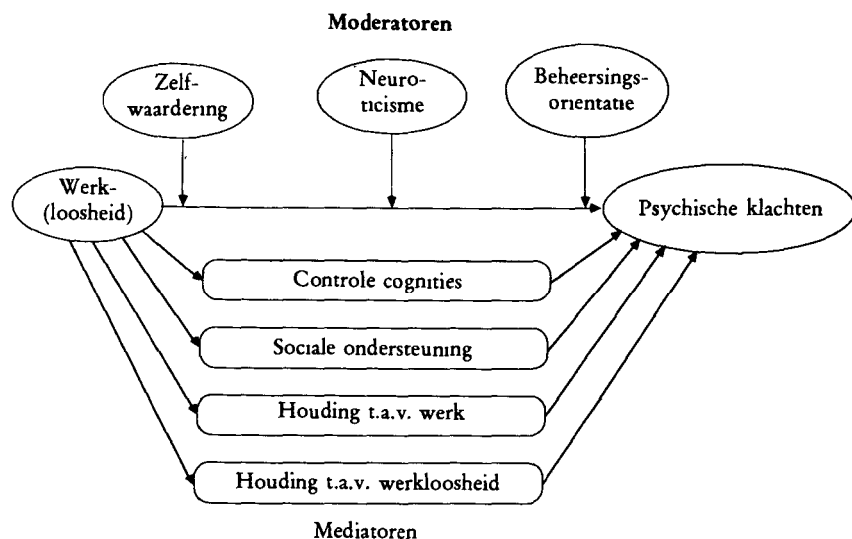 Moderatoren
Zelf-
waardering
Neuro-
ticisme
Beheersings-
orientatie
Werk-
(loosheid)
Psychische klachten
Controle cognities
Sociale ondersteuning
Houding t.a.v. werk
Houding t.a.v. werkloosheid
Mediatoren